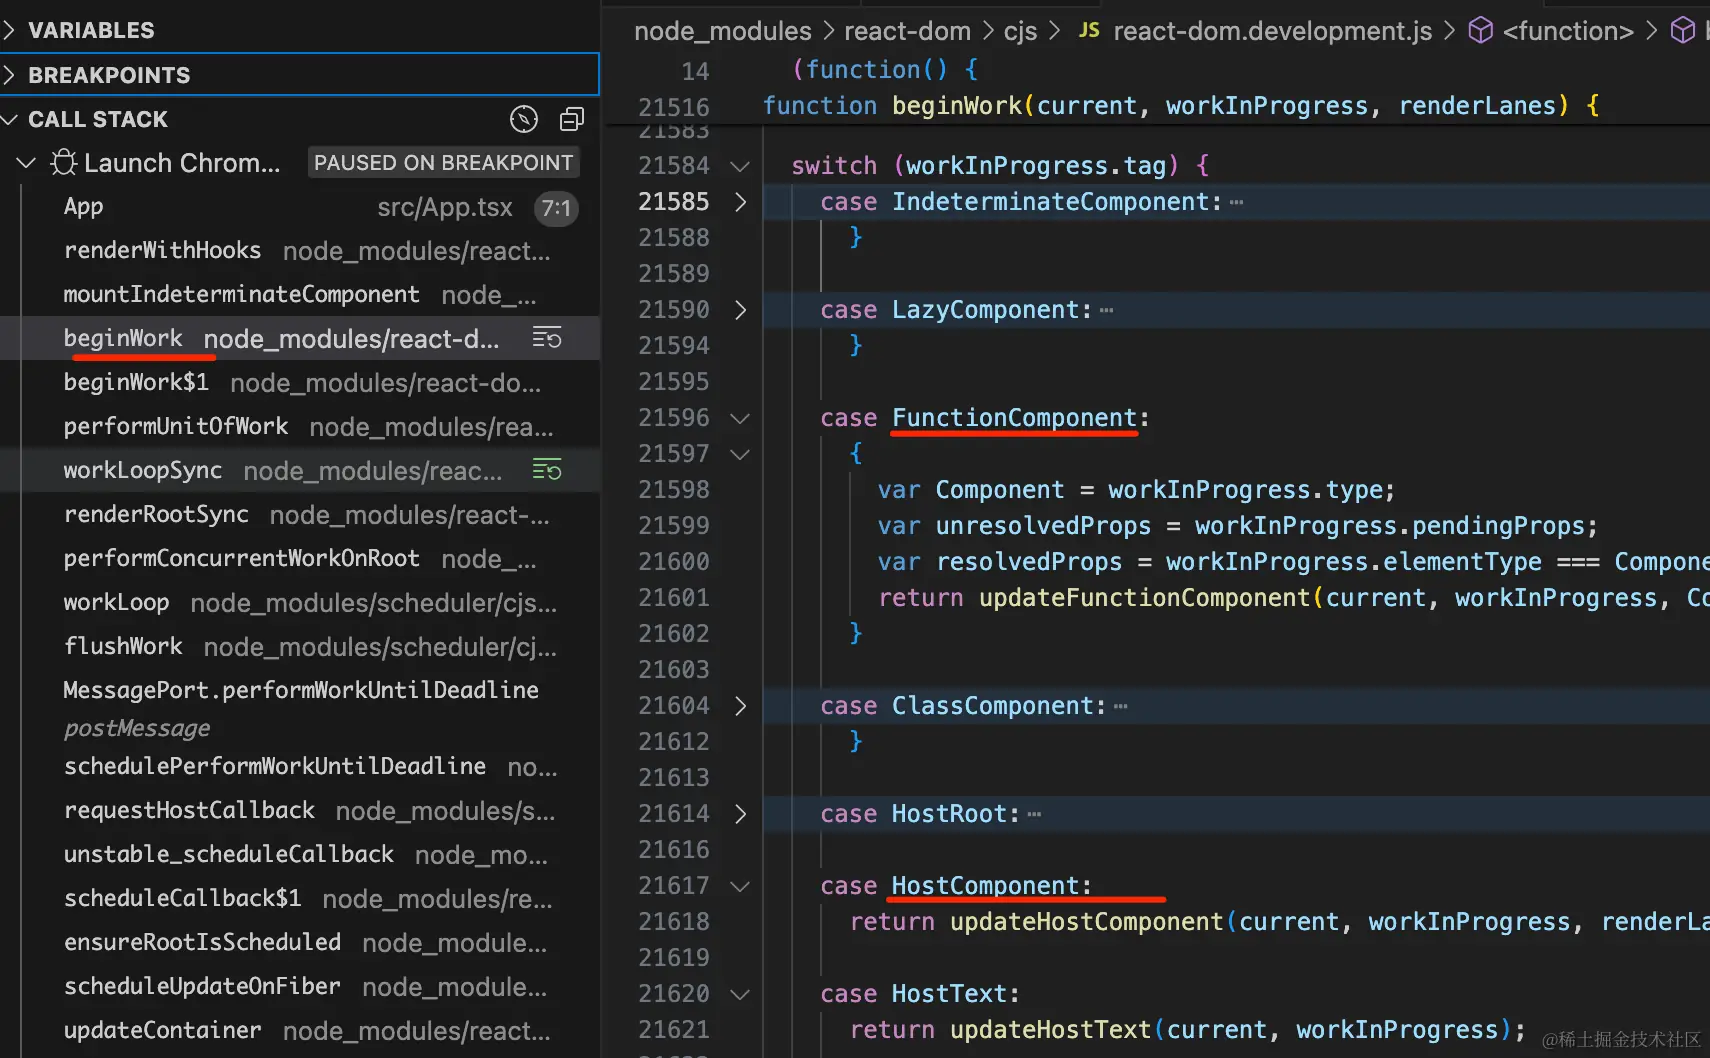 VARIABLES
BREAKPOINTS
CALL STACK
Launch Chrom... PAUSED ON BREAKPOINT
App src/App.tsx 7:1
renderWithHooks node_modules/react...
mountIndeterminateComponent node_...
beginWork node_modules/react-d...
beginWork$1 node_modules/react-do...
performUnitOfWork node_modules/rea...
workLoopSync node_modules/reac...
renderRootSync node_modules/react-...
performConcurrentWorkOnRoot node_...
workLoop node_modules/scheduler/cjs...
flushWork node_modules/scheduler/cj...
MessagePort.performWorkUntilDeadline
postMessage
schedulePerformWorkUntilDeadline no...
requestHostCallback node_modules/s...
unstable_scheduleCallback node_mo...
scheduleCallback$1 node_modules/re...
ensureRootIsScheduled node_module...
scheduleUpdateOnFiber node_module...
updateContainer node_modules/react...
node_modules > react-dom > cjs > JS react-dom.development.js > <function> > b
14 (function() {
21516 function beginWork(current, workInProgress, renderLanes) {
21583
21584 switch (workInProgress.tag) {
21585 case IndeterminateComponent:⋯
21588 }
21589
21590 case LazyComponent:⋯
21594 }
21595
21596 case FunctionComponent:
21597 {
21598 var Component = workInProgress.type;
21599 var unresolvedProps = workInProgress.pendingProps;
21600 var resolvedProps = workInProgress.elementType === Compone
21601 return updateFunctionComponent(current, workInProgress, Co
21602 }
21603
21604 case ClassComponent:⋯
21612 }
21613
21614 case HostRoot:⋯
21616
21617 case HostComponent:
21618 return updateHostComponent(current, workInProgress, renderLa
21619
21620 case HostText:
21621 return updateHostText(current, workInProgress);
@稀土掘金技术社区